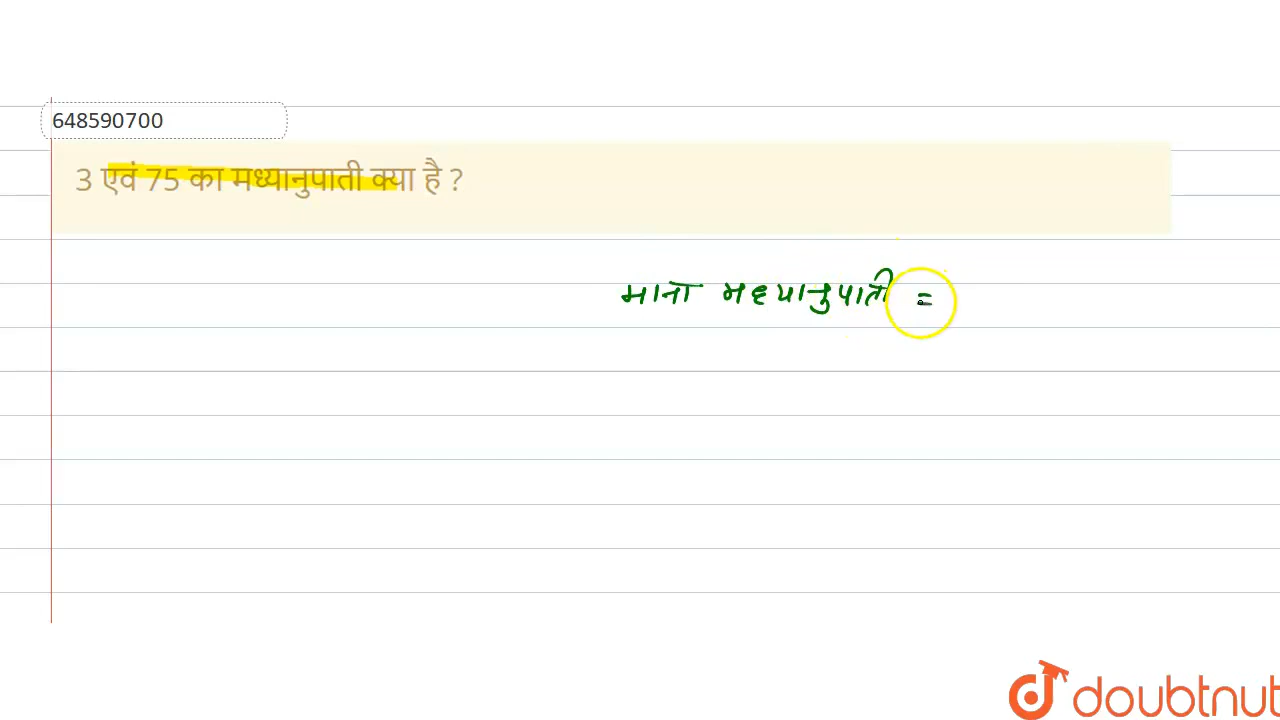 648590700
3 एवं 75 का मध्यानुपाती क्या है ?
माना मध्यानुपाती =
doubtnut